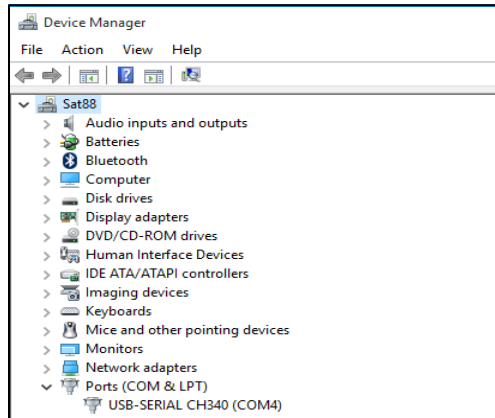 Device Manager
File Action View Help
Sat88
Audio inputs and outputs
Batteries
Bluetooth
Computer
Disk drives
Display adapters
DVD/CD-ROM drives
Human Interface Devices
IDE ATA/ATAPI controllers
Imaging devices
Keyboards
Mice and other pointing devices
Monitors
Network adapters
Ports (COM & LPT)
USB-SERIAL CH340 (COM4)